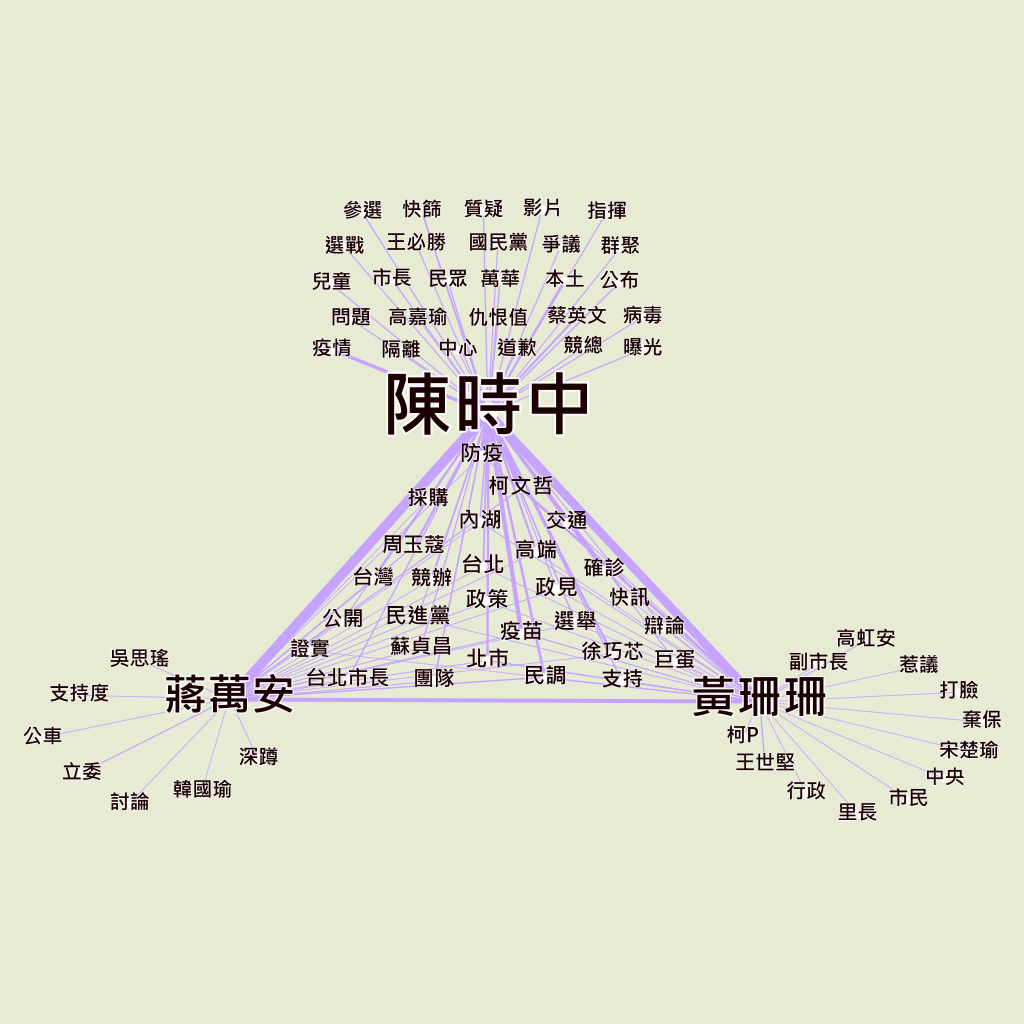 參選 快篩 質疑 影片 指揮
選戰 王必勝 國民黨 爭議 群聚
兒童 市長 民眾 萬華 本土 公布
問題 高嘉瑜 仇恨值 蔡英文 病毒
疫情 隔離 中心 道歉 競總 曝光
陳時中
防疫
柯文哲
採購
內湖 交通
周玉蔻 高端
台北 確診
台灣 競辦 政見
政策 快訊
公開 民進黨 選舉
疫苗 辯論
證實 蘇貞昌 徐巧芯
北市 巨蛋
台北市長 團隊 民調 支持
吳思瑤
支持度 蔣萬安
公車
立委 深蹲
討論 韓國瑜
高虹安
副市長 惹議
黃珊珊 打臉
棄保
柯P 宋楚瑜
王世堅 中央
行政 市民
里長